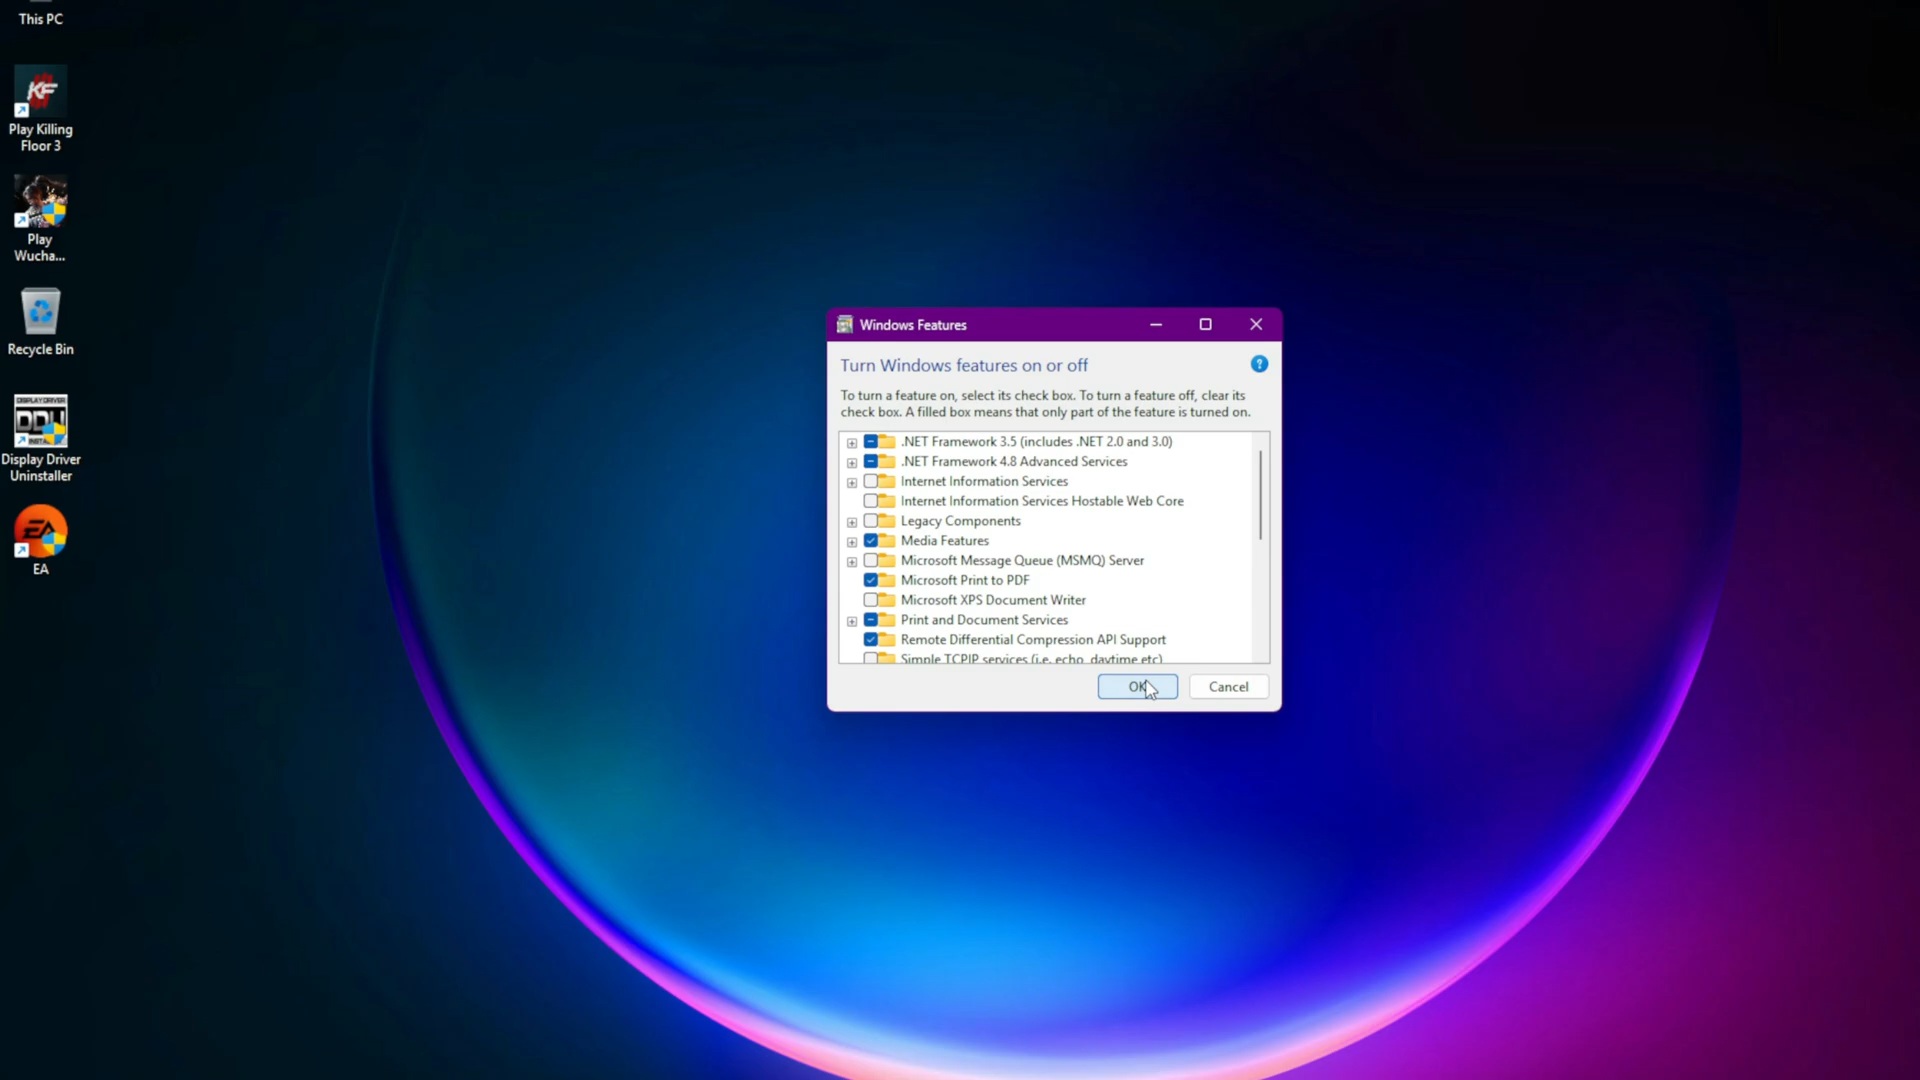 This PC
KF
Play Killing
Floor 3
Play
Wucha...
Recycle Bin
DISPLAY DRIVER
DDU
Display Driver
Uninstaller
EA
EA
Windows Features
Turn Windows features on or off
?
To turn a feature on, select its check box. To turn a feature off, clear its
check box. A filled box means that only part of the feature is turned on.
.NET Framework 3.5 (includes .NET 2.0 and 3.0)
.NET Framework 4.8 Advanced Services
Internet Information Services
Internet Information Services Hostable Web Core
Legacy Components
Media Features
Microsoft Message Queue (MSMQ) Server
Microsoft Print to PDF
Microsoft XPS Document Writer
Print and Document Services
Remote Differential Compression API Support
Simple TCPIP services (i.e. echo, daytime etc)
OK
Cancel